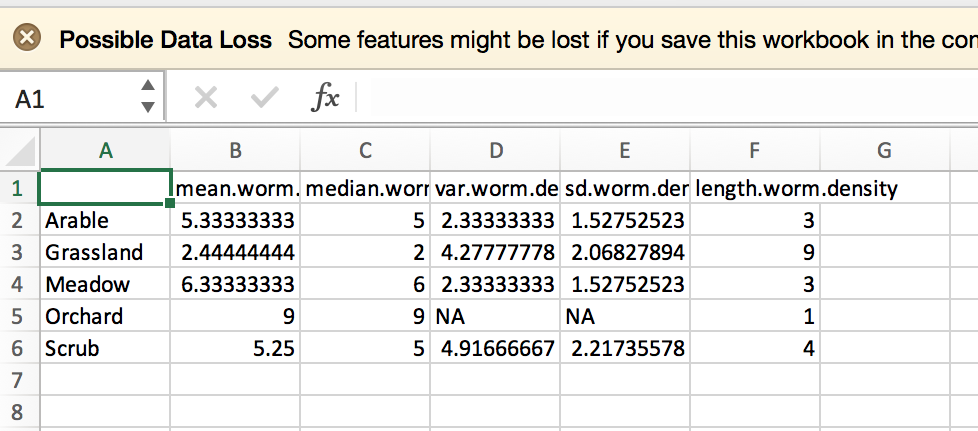 Possible Data Loss Some features might be lost if you save this workbook in the
A1 fx
A B C D E F G
1 mean.worm. median.wor var.worm.de sd.worm.der length.worm.density
2 Arable 5.33333333 5 2.33333333 1.52752523 3
3 Grassland 2.44444444 2 4.27777778 2.06827894 9
4 Meadow 6.33333333 6 2.33333333 1.52752523 3
5 Orchard 9 9 NA NA 1
6 Scrub 5.25 5 4.91666667 2.21735578 4
7
8